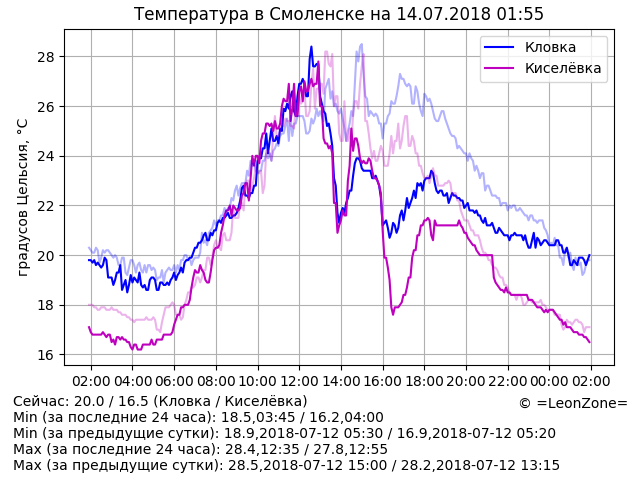 Температура в Смоленске на 14.07.2018 01:55
Кловка
Киселёвка
градусов Цельсия, °C
28
26
24
22
20
18
16
02:00 04:00 06:00 08:00 10:00 12:00 14:00 16:00 18:00 20:00 22:00 00:00 02:00
Сейчас: 20.0 / 16.5 (Кловка / Киселёвка)
© =LeonZone=
Min (за последние 24 часа): 18.5,03:45 / 16.2,04:00
Min (за предыдущие сутки): 18.9,2018-07-12 05:30 / 16.9,2018-07-12 05:20
Max (за последние 24 часа): 28.4,12:35 / 27.8,12:55
Max (за предыдущие сутки): 28.5,2018-07-12 15:00 / 28.2,2018-07-12 13:15